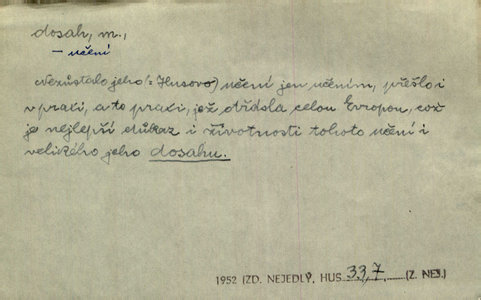 dosah, m.,
– učení
Nezůstalo jeho (: Husovo) učení jen učením, přešlo i
v praxi, a to praxi, jež otřásla celou Evropou, což
je nejlepší důkaz i životnosti tohoto učení i
velikého jeho dosahu.
1952 (ZD. NEJEDLÝ, HUS 33,7 (Z. NEJ.)